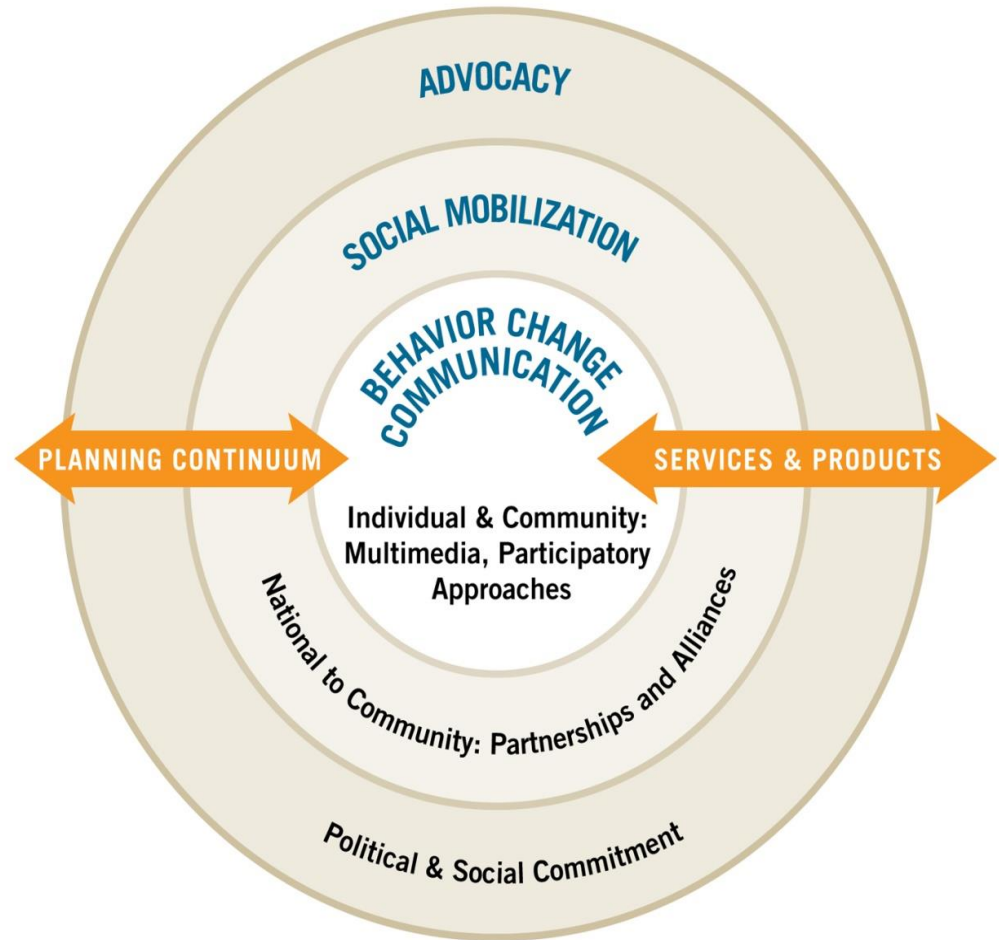 ADVOCACY
SOCIAL MOBILIZATION
BEHAVIOR CHANGE
COMMUNICATION
PLANNING CONTINUUM
SERVICES & PRODUCTS
Individual & Community:
Multimedia, Participatory
Approaches
National to Community: Partnerships and Alliances
Political & Social Commitment